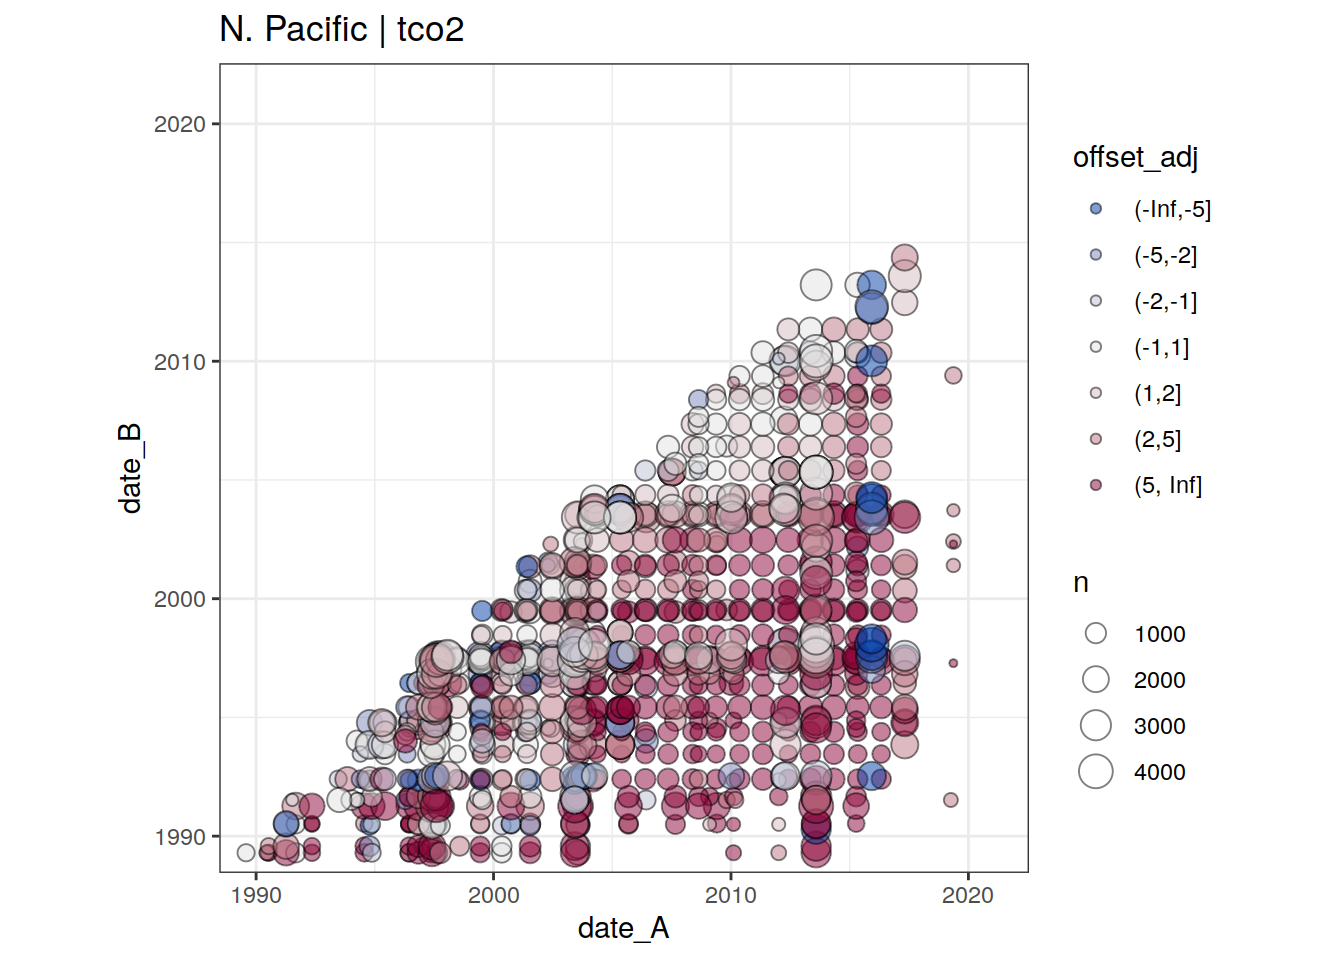 N. Pacific | tco2
date_B
2020
2010
2000
1990
1990
2000
2010
2020
date_A
offset_adj
(-Inf,-5]
(-5,-2]
(-2,-1]
(-1,1]
(1,2]
(2,5]
(5, Inf]
n
1000
2000
3000
4000